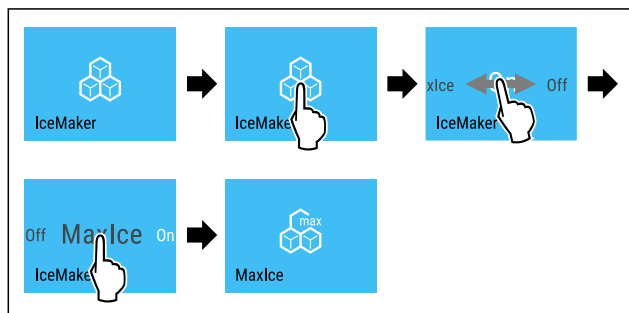 IceMaker
IceMake
xIce Off
IceMaker
Off MaxIce On
IceMake
max
MaxIce